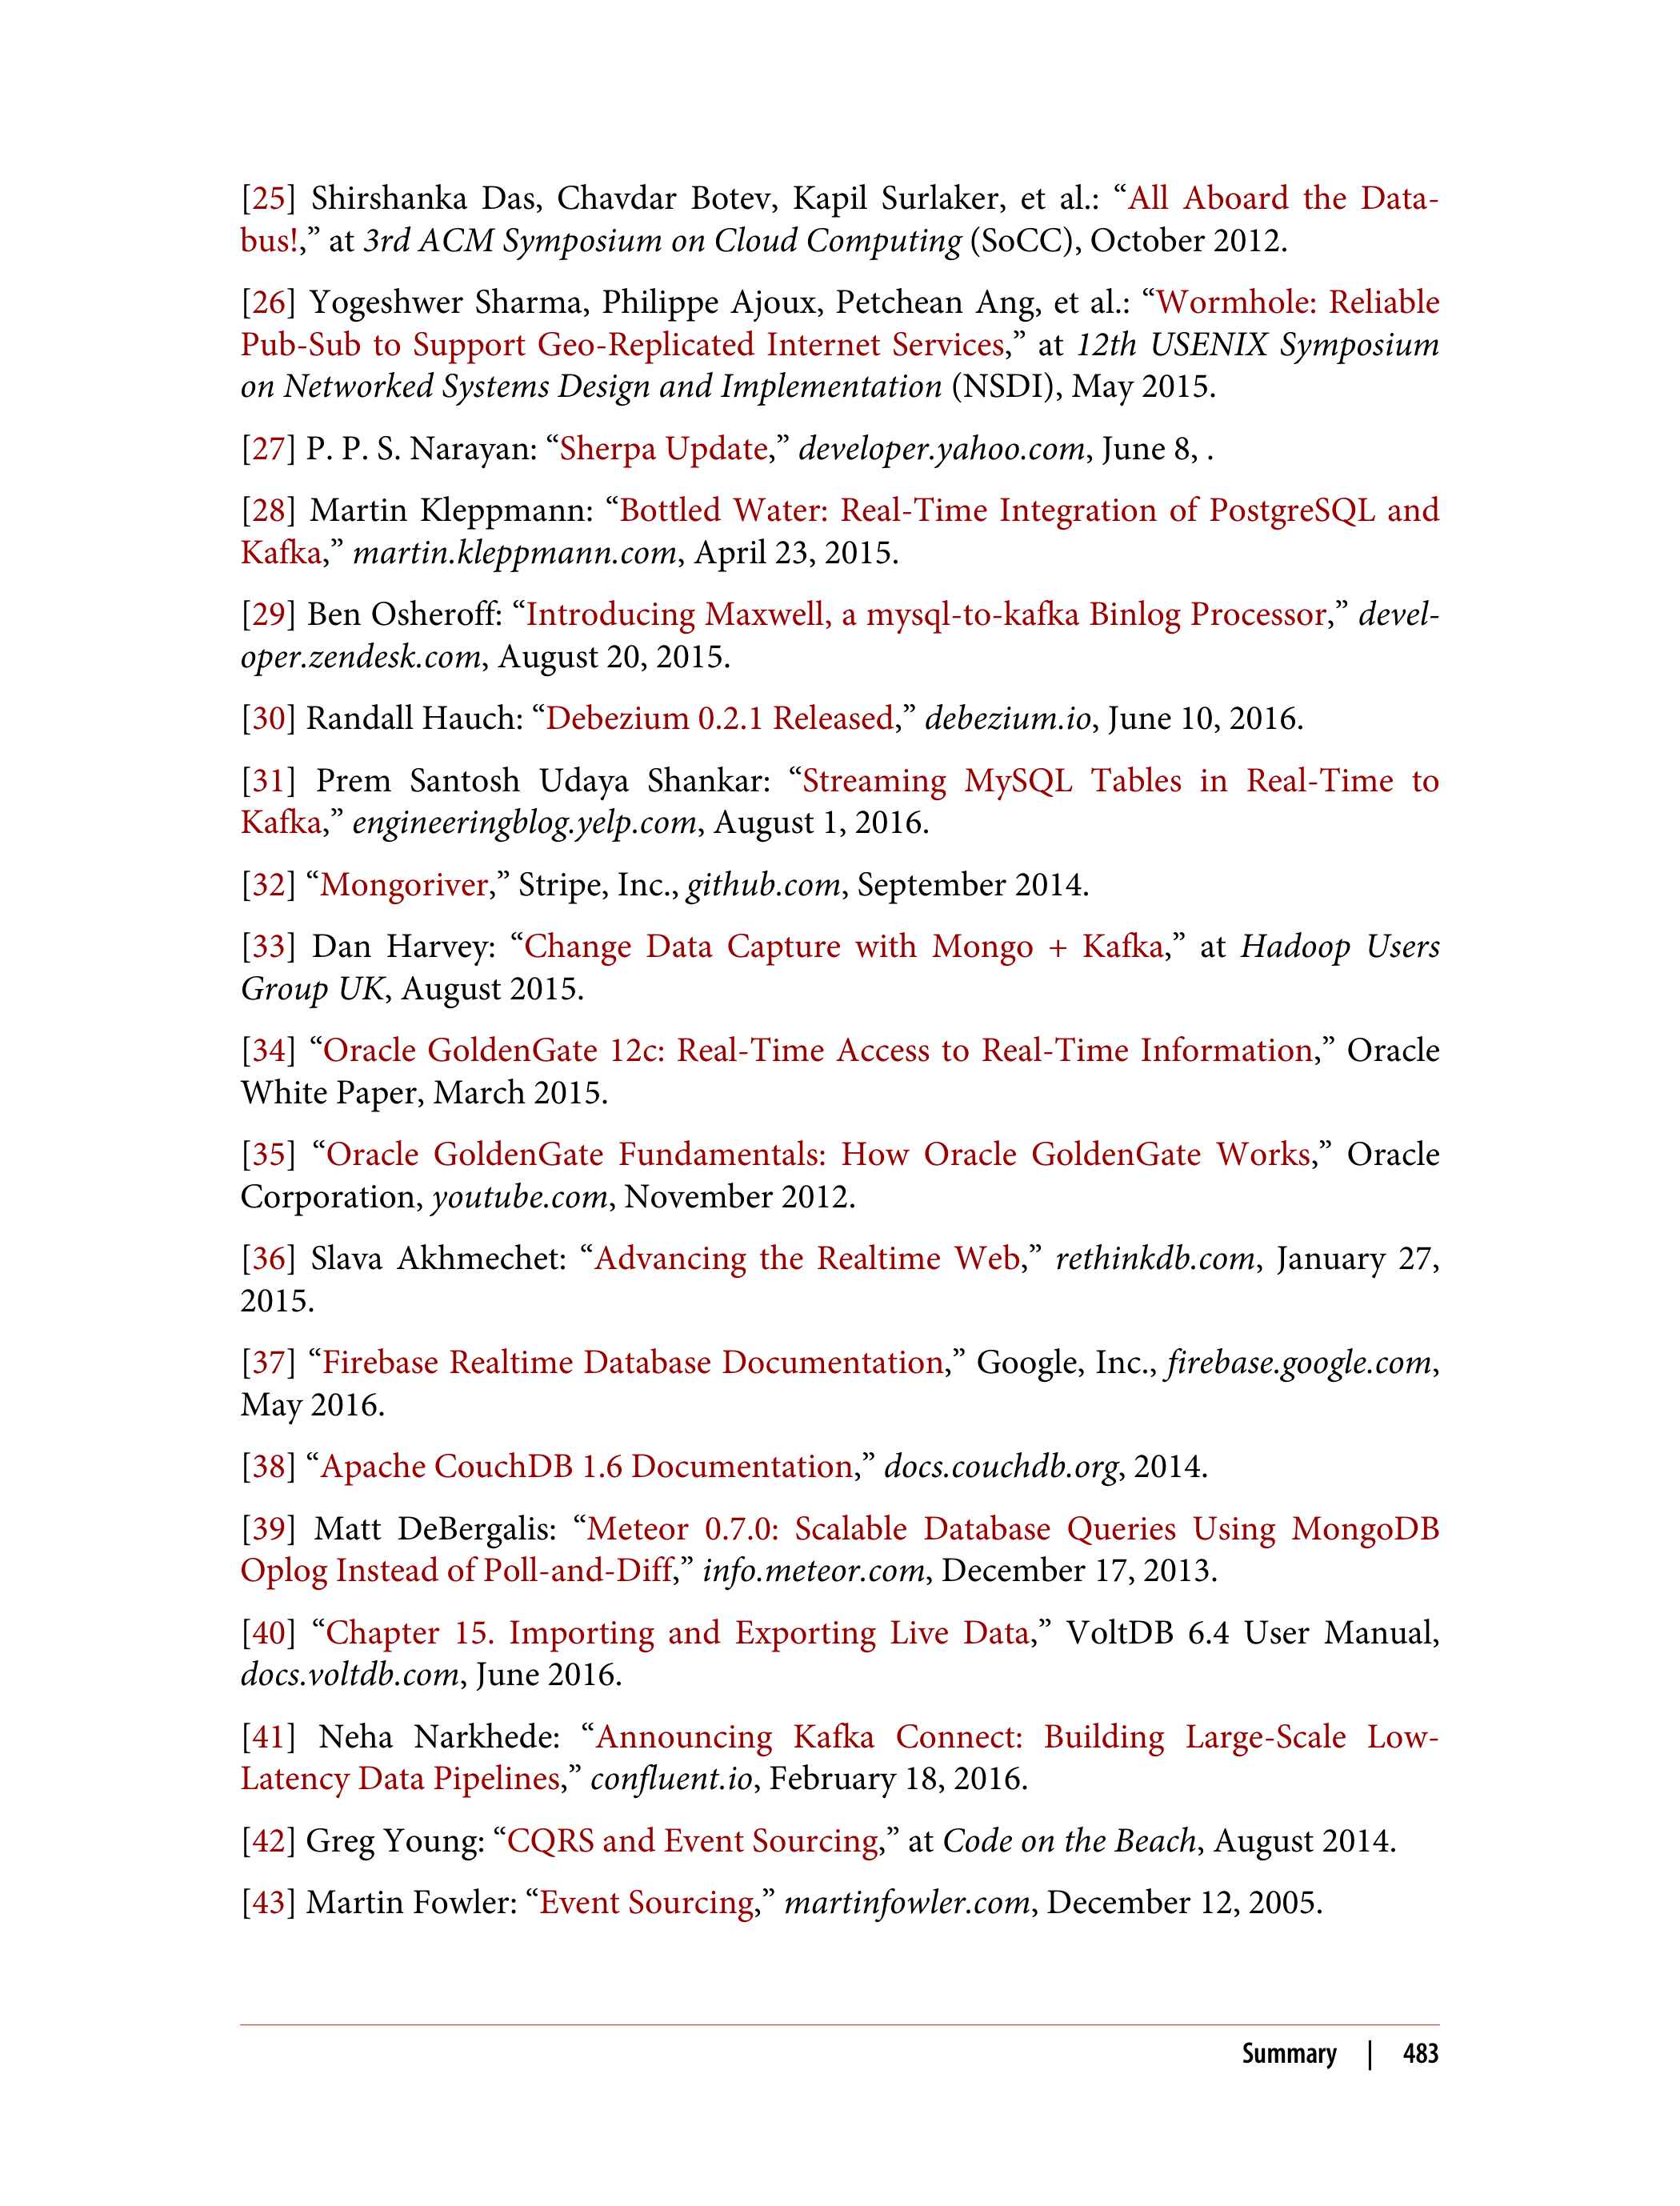 [25] Shirshanka Das, Chavdar Botev, Kapil Surlaker, et al.: “All Aboard the Data-
bus!,” at 3rd ACM Symposium on Cloud Computing (SoCC), October 2012.
[26] Yogeshwer Sharma, Philippe Ajoux, Petchean Ang, et al.: “Wormhole: Reliable
Pub-Sub to Support Geo-Replicated Internet Services,” at 12th USENIX Symposium
on Networked Systems Design and Implementation (NSDI), May 2015.
[27] P. P. S. Narayan: “Sherpa Update,” developer.yahoo.com, June 8, .
[28] Martin Kleppmann: “Bottled Water: Real-Time Integration of PostgreSQL and
Kafka,” martin.kleppmann.com, April 23, 2015.
[29] Ben Osheroff: “Introducing Maxwell, a mysql-to-kafka Binlog Processor,” devel-
oper.zendesk.com, August 20, 2015.
[30] Randall Hauch: “Debezium 0.2.1 Released,” debezium.io, June 10, 2016.
[31] Prem Santosh Udaya Shankar: “Streaming MySQL Tables in Real-Time to
Kafka,” engineeringblog.yelp.com, August 1, 2016.
[32] “Mongoriver,” Stripe, Inc., github.com, September 2014.
[33] Dan Harvey: “Change Data Capture with Mongo + Kafka,” at Hadoop Users
Group UK, August 2015.
[34] “Oracle GoldenGate 12c: Real-Time Access to Real-Time Information,” Oracle
White Paper, March 2015.
[35] “Oracle GoldenGate Fundamentals: How Oracle GoldenGate Works,” Oracle
Corporation, youtube.com, November 2012.
[36] Slava Akhmechet: “Advancing the Realtime Web,” rethinkdb.com, January 27,
2015.
[37] “Firebase Realtime Database Documentation,” Google, Inc., firebase.google.com,
May 2016.
[38] “Apache CouchDB 1.6 Documentation,” docs.couchdb.org, 2014.
[39] Matt DeBergalis: “Meteor 0.7.0: Scalable Database Queries Using MongoDB
Oplog Instead of Poll-and-Diff,” info.meteor.com, December 17, 2013.
[40] “Chapter 15. Importing and Exporting Live Data,” VoltDB 6.4 User Manual,
docs.voltdb.com, June 2016.
[41] Neha Narkhede: “Announcing Kafka Connect: Building Large-Scale Low-
Latency Data Pipelines,” confluent.io, February 18, 2016.
[42] Greg Young: “CQRS and Event Sourcing,” at Code on the Beach, August 2014.
[43] Martin Fowler: “Event Sourcing,” martinfowler.com, December 12, 2005.
Summary | 483